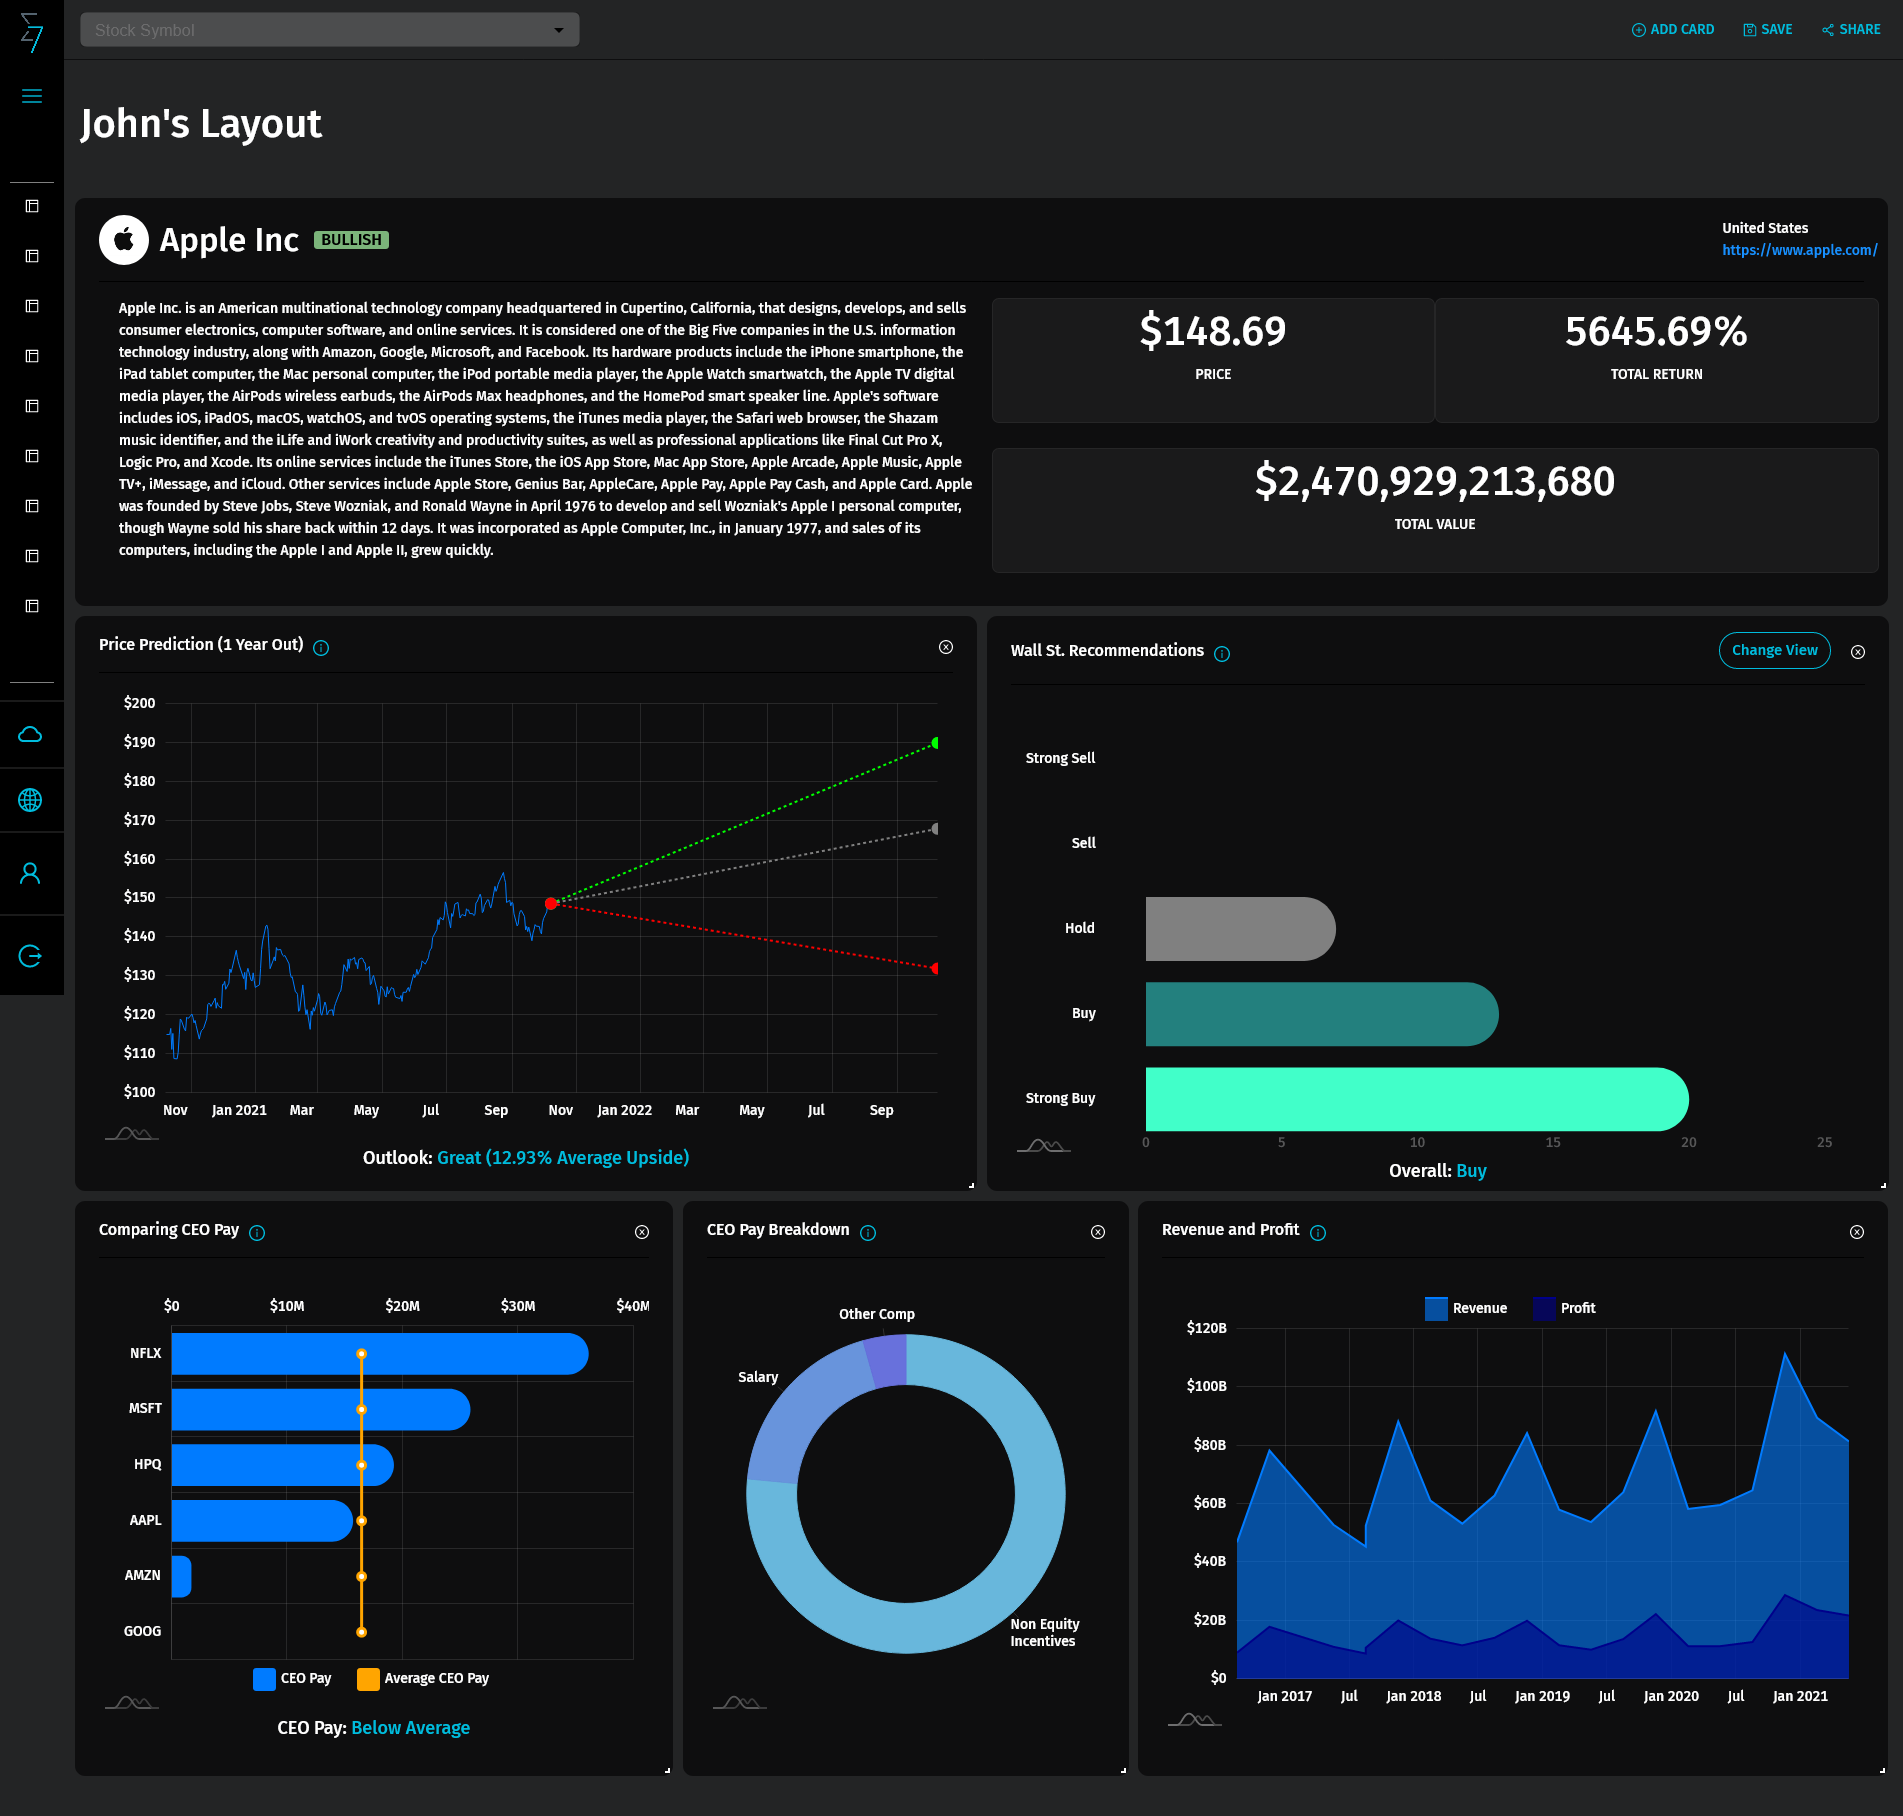 Stock Symbol
ADD CARD
SAVE
SHARE
John's Layout
Apple Inc
BULLISH
United States
https://www.apple.com/
Apple Inc. is an American multinational technology company headquartered in Cupertino, California, that designs, develops, and sells
consumer electronics, computer software, and online services. It is considered one of the Big Five companies in the U.S. information
technology industry, along with Amazon, Google, Microsoft, and Facebook. Its hardware products include the iPhone smartphone, the
iPad tablet computer, the Mac personal computer, the iPod portable media player, the Apple Watch smartwatch, the Apple TV digital
media player, the AirPods wireless earbuds, the AirPods Max headphones, and the HomePod smart speaker line. Apple's software
includes iOS, iPadOS, macOS, watchOS, and tvOS operating systems, the iTunes media player, the Safari web browser, the Shazam
music identifier, and the iLife and iWork creativity and productivity suites, as well as professional applications like Final Cut Pro X,
Logic Pro, and Xcode. Its online services include the iTunes Store, the iOS App Store, Mac App Store, Apple Arcade, Apple Music, Apple
TV+, iMessage, and iCloud. Other services include Apple Store, Genius Bar, AppleCare, Apple Pay, Apple Pay Cash, and Apple Card. Apple
was founded by Steve Jobs, Steve Wozniak, and Ronald Wayne in April 1976 to develop and sell Wozniak's Apple I personal computer,
though Wayne sold his share back within 12 days. It was incorporated as Apple Computer, Inc., in January 1977, and sales of its
computers, including the Apple I and Apple II, grew quickly.
$148.69
PRICE
5645.69%
TOTAL RETURN
$2,470,929,213,680
TOTAL VALUE
Price Prediction (1 Year Out)
$200
$190
$180
$170
$160
$150
$140
$130
$120
$110
$100
Nov Jan 2021 Mar May Jul Sep Nov Jan 2022 Mar May Jul Sep
Outlook: Great (12.93% Average Upside)
Wall St. Recommendations
Change View
Strong Sell
Sell
Hold
Buy
Strong Buy
0 5 10 15 20 25
Overall: Buy
Comparing CEO Pay
$0 $10M $20M $30M $40M
NFLX
MSFT
HPQ
AAPL
AMZN
GOOG
CEO Pay
Average CEO Pay
CEO Pay: Below Average
CEO Pay Breakdown
Other Comp
Salary
Non Equity
Incentives
Revenue and Profit
Revenue
Profit
$120B
$100B
$80B
$60B
$40B
$20B
$0
Jan 2017 Jul Jan 2018 Jul Jan 2019 Jul Jan 2020 Jul Jan 2021